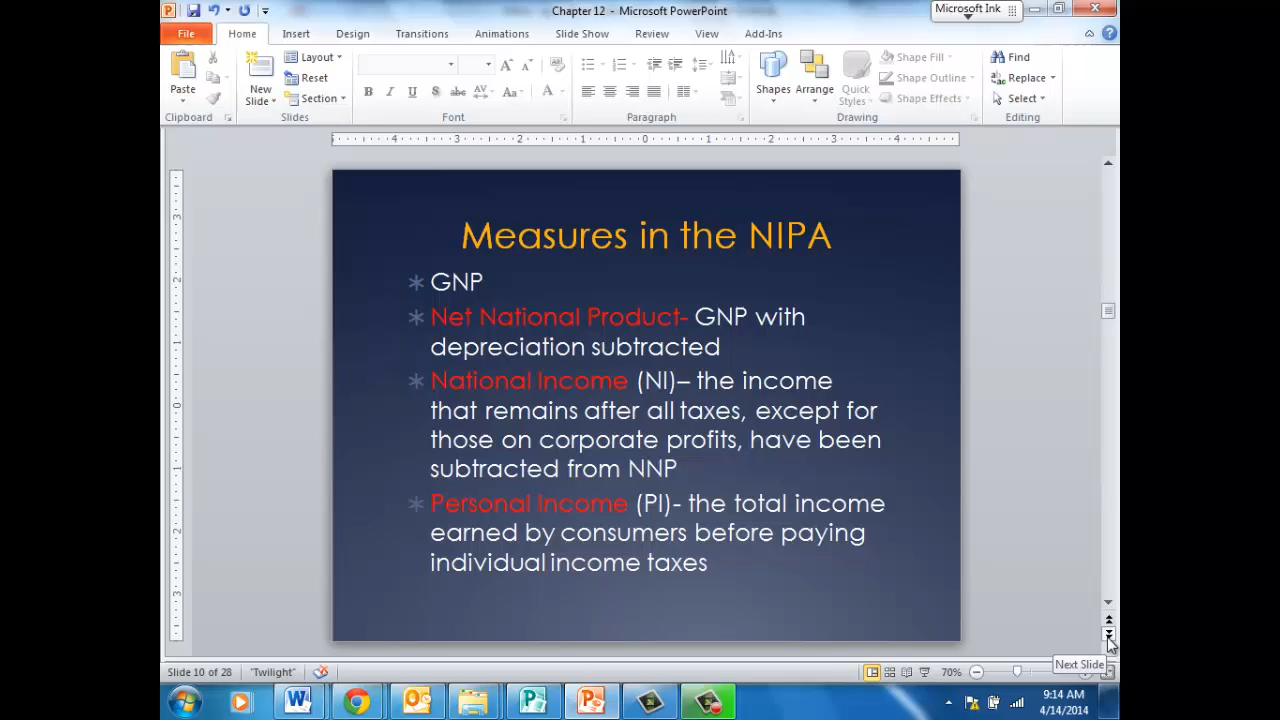 Chapter 12 - Microsoft PowerPoint
Microsoft Ink
File Home Insert Design Transitions Animations Slide Show Review View Add-Ins
Paste
New Slide
Layout
Reset
Section
Shapes
Arrange
Quick Styles
Shape Fill
Shape Outline
Shape Effects
Find
Replace
Select
Clipboard Slides Font Paragraph Drawing Editing
Measures in the NIPA
GNP
Net National Product- GNP with
depreciation subtracted
National Income (NI)– the income
that remains after all taxes, except for
those on corporate profits, have been
subtracted from NNP
Personal Income (PI)- the total income
earned by consumers before paying
individual income taxes
Next Slide
Slide 10 of 28 "Twilight" 70%
9:14 AM
4/14/2014